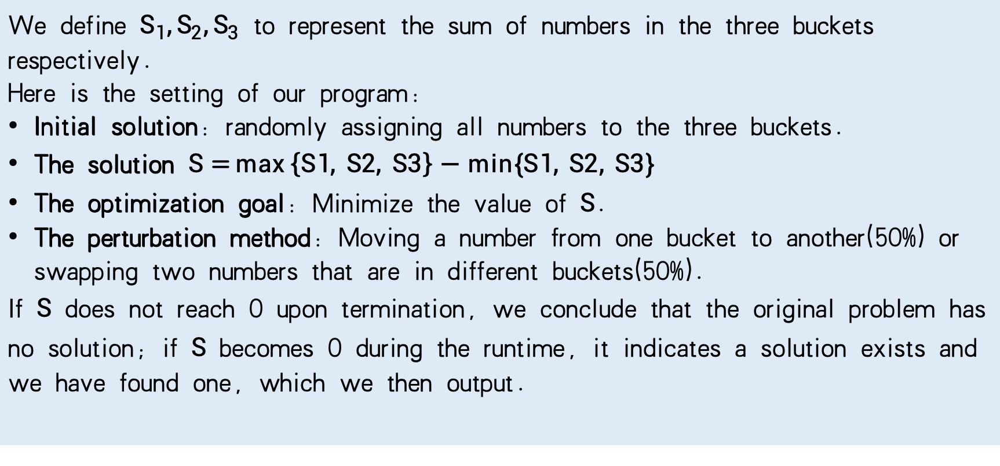 We define S₁, S₂, S₃ to represent the sum of numbers in the three buckets
respectively.
Here is the setting of our program:
• Initial solution: randomly assigning all numbers to the three buckets.
• The solution S = max {S1, S2, S3} − min{S1, S2, S3}
• The optimization goal: Minimize the value of S.
• The perturbation method: Moving a number from one bucket to another(50%) or
swapping two numbers that are in different buckets(50%).
If S does not reach 0 upon termination, we conclude that the original problem has
no solution; if S becomes 0 during the runtime, it indicates a solution exists and
we have found one, which we then output.